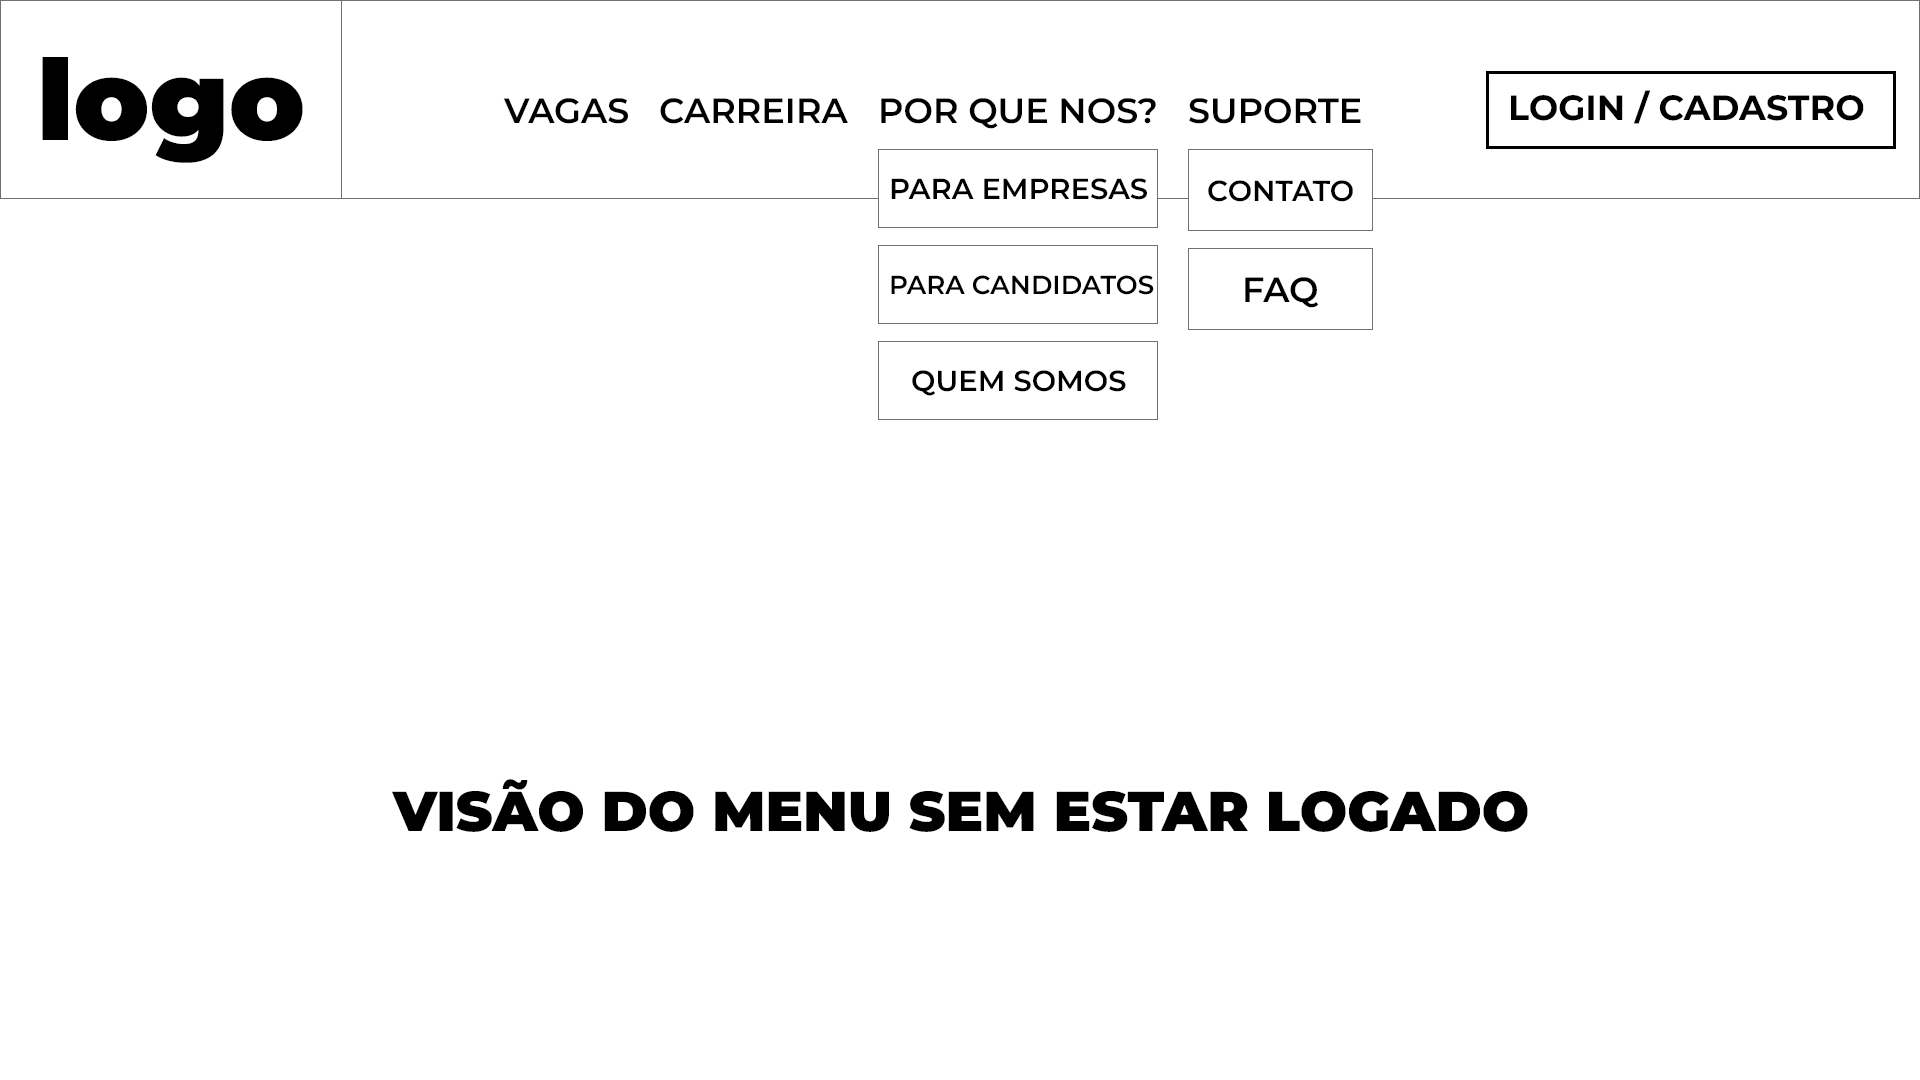 logo
VAGAS CARREIRA POR QUE NOS? SUPORTE LOGIN / CADASTRO
PARA EMPRESAS CONTATO
PARA CANDIDATOS FAQ
QUEM SOMOS
VISÃO DO MENU SEM ESTAR LOGADO